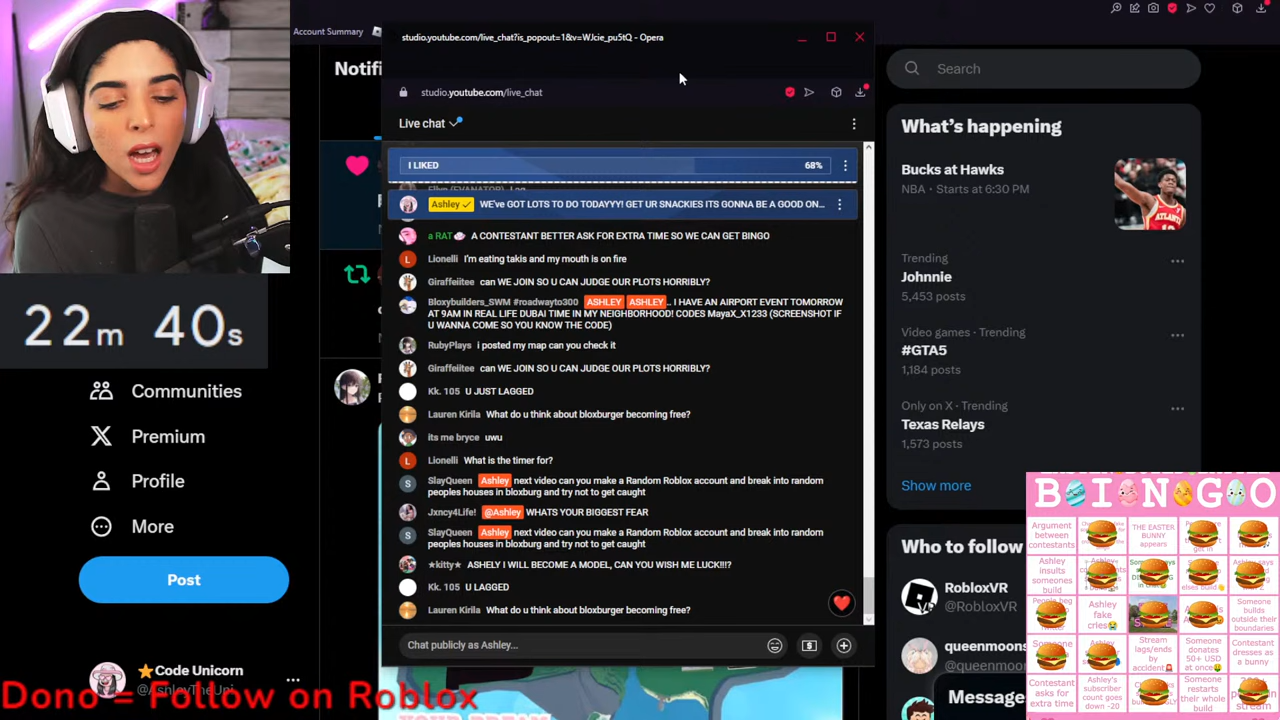 Account Summary
studio.youtube.com/live_chat?is_popout=1&v=WJcie_pu5tQ - Opera
Notifi
studio.youtube.com/live_chat
Live chat
I LIKED 68%
Ashley WE've GOT LOTS TO DO TODAYYY! GET UR SNACKIES ITS GONNA BE A GOOD ON...
a RAT A CONTESTANT BETTER ASK FOR EXTRA TIME SO WE CAN GET BINGO
Lionelli I'm eating takis and my mouth is on fire
Giraffeiitee can WE JOIN SO U CAN JUDGE OUR PLOTS HORRIBLY?
Bloxybuilders_SWM #roadwayto300 ASHLEY ASHLEY .. I HAVE AN AIRPORT EVENT TOMORROW
AT 9AM IN REAL LIFE DUBAI TIME IN MY NEIGHBORHOOD! CODES MayaX_X1233 (SCREENSHOT IF
U WANNA COME SO YOU KNOW THE CODE)
RubyPlays i posted my map can you check it
Giraffeiitee can WE JOIN SO U CAN JUDGE OUR PLOTS HORRIBLY?
Kk. 105 U JUST LAGGED
Lauren Kirila What do u think about bloxburger becoming free?
its me bryce uwu
Lionelli What is the timer for?
SlayQueen Ashley next video can you make a Random Roblox account and break into random
peoples houses in bloxburg and try not to get caught
Jxncy4Life! @Ashley WHATS YOUR BIGGEST FEAR
SlayQueen Ashley next video can you make a Random Roblox account and break into random
peoples houses in bloxburg and try not to get caught
★kitty★ ASHELY I WILL BECOME A MODEL, CAN YOU WISH ME LUCK!!!?
Kk. 105 U LAGGED
Lauren Kirila What do u think about bloxburger becoming free?
Chat publicly as Ashley...
22m 40s
Communities
Premium
Profile
More
Post
Code Unicorn
@AshleyTheUni
Dono = Follow on Roblox
Search
What's happening
Bucks at Hawks
NBA · Starts at 6:30 PM
ATLANTA
Trending
Johnnie
5,453 posts
Video games · Trending
#GTA5
1,184 posts
Only on X · Trending
Texas Relays
1,573 posts
Show more
Who to follow
RobloxVR
@RobloxVR
queenmoons
@queenmoon
Message
BINGO
Argument
between
contestants
THE EASTER
BUNNY
appears
Ashley
insults
someones
build
Ashley
fake
cries
Someone
builds
outside their
boundaries
Stream
lags/ends
by
accident
Someone
donates
50+ USD
at once
Contestant
dresses as
a bunny
Contestant
asks for
extra time
Ashley's
subscriber
count goes
down -20
Someone
restarts
their whole
build
stream